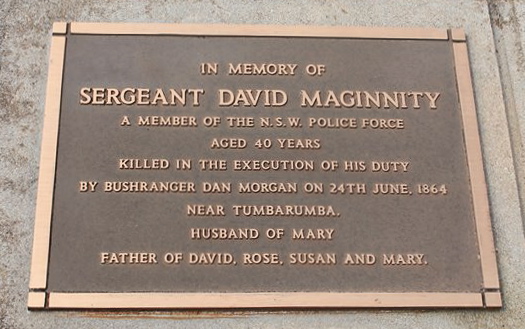 IN MEMORY OF
SERGEANT DAVID MAGINNITY
A MEMBER OF THE N.S.W. POLICE FORCE
AGED 40 YEARS
KILLED IN THE EXECUTION OF HIS DUTY
BY BUSHRANGER DAN MORGAN ON 24TH JUNE, 1864
NEAR TUMBARUMBA.
HUSBAND OF MARY
FATHER OF DAVID, ROSE, SUSAN AND MARY.